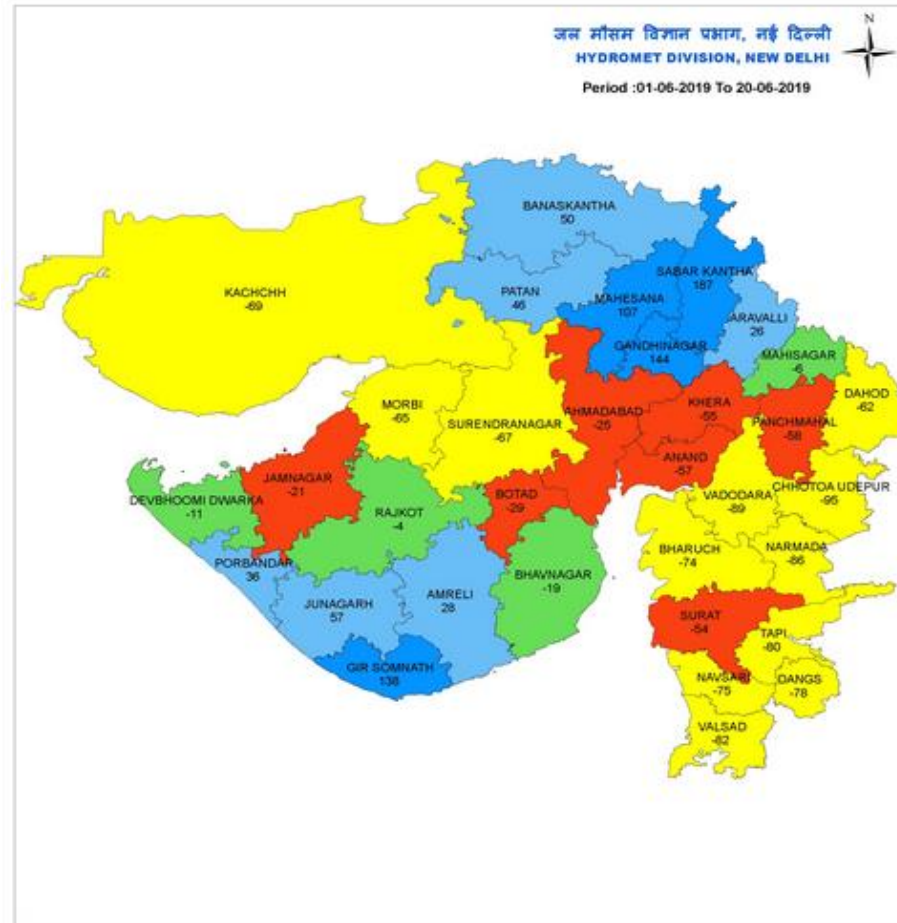 जल मौसम विज्ञान प्रभाग, नई दिल्ली
HYDROMET DIVISION, NEW DELHI
N
Period :01-06-2019 To 20-06-2019
BANASKANTHA
50
SABAR KANTHA
187
KACHCHH
-69
PATAN
46
MAHESANA
107
ARAVALLI
26
GANDHINAGAR
144
MAHISAGAR
-6
DAHOD
-62
MORBI
-65
SURENDRANAGAR
-67
AHMADABAD
-25
KHERA
-55
PANCHMAHAL
-58
ANAND
-57
JAMNAGAR
-21
CHHOTOA UDEPUR
-95
DEVBHOOMI DWARKA
-11
RAJKOT
-4
BOTAD
-29
VADODARA
-89
BHARUCH
-74
NARMADA
-86
PORBANDAR
36
BHAVNAGAR
-19
AMRELI
28
JUNAGARH
57
SURAT
-54
TAPI
-80
GIR SOMNATH
138
NAVSARI
-75
DANGS
-78
VALSAD
-82